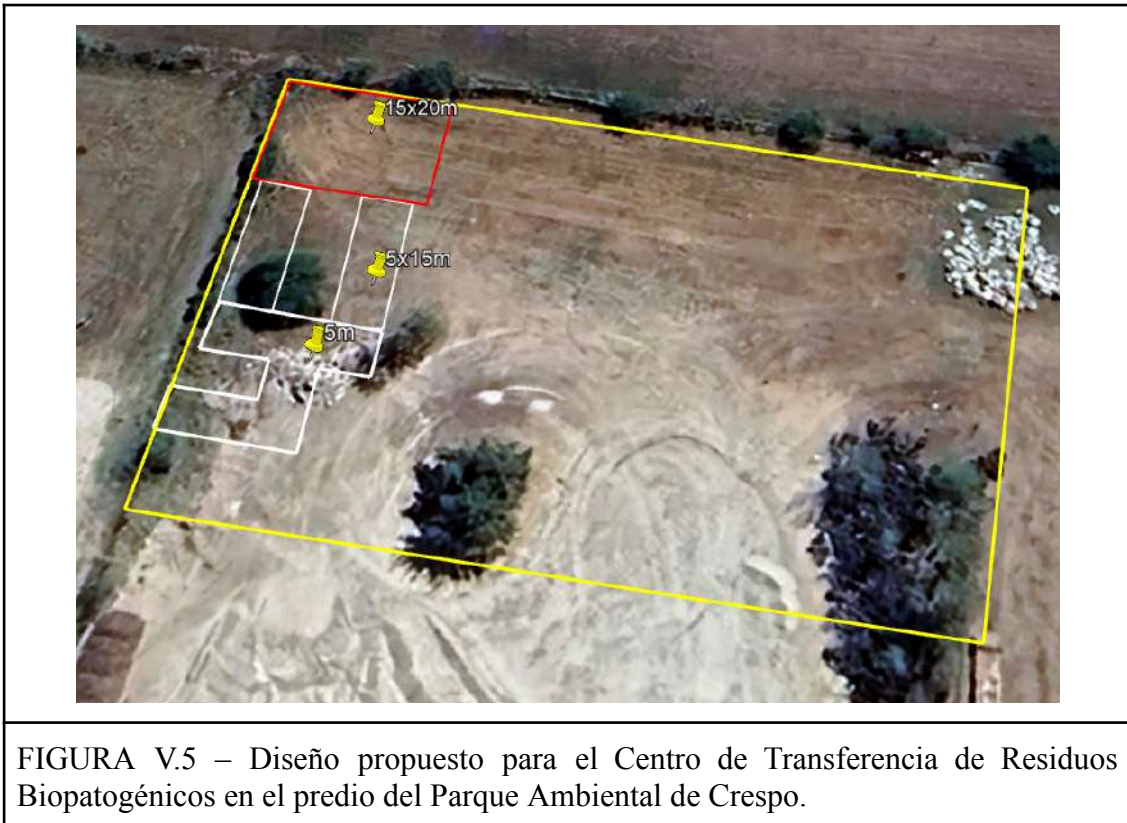 15x20m
5x15m
5m
FIGURA V.5 – Diseño propuesto para el Centro de Transferencia de Residuos
Biopatogénicos en el predio del Parque Ambiental de Crespo.